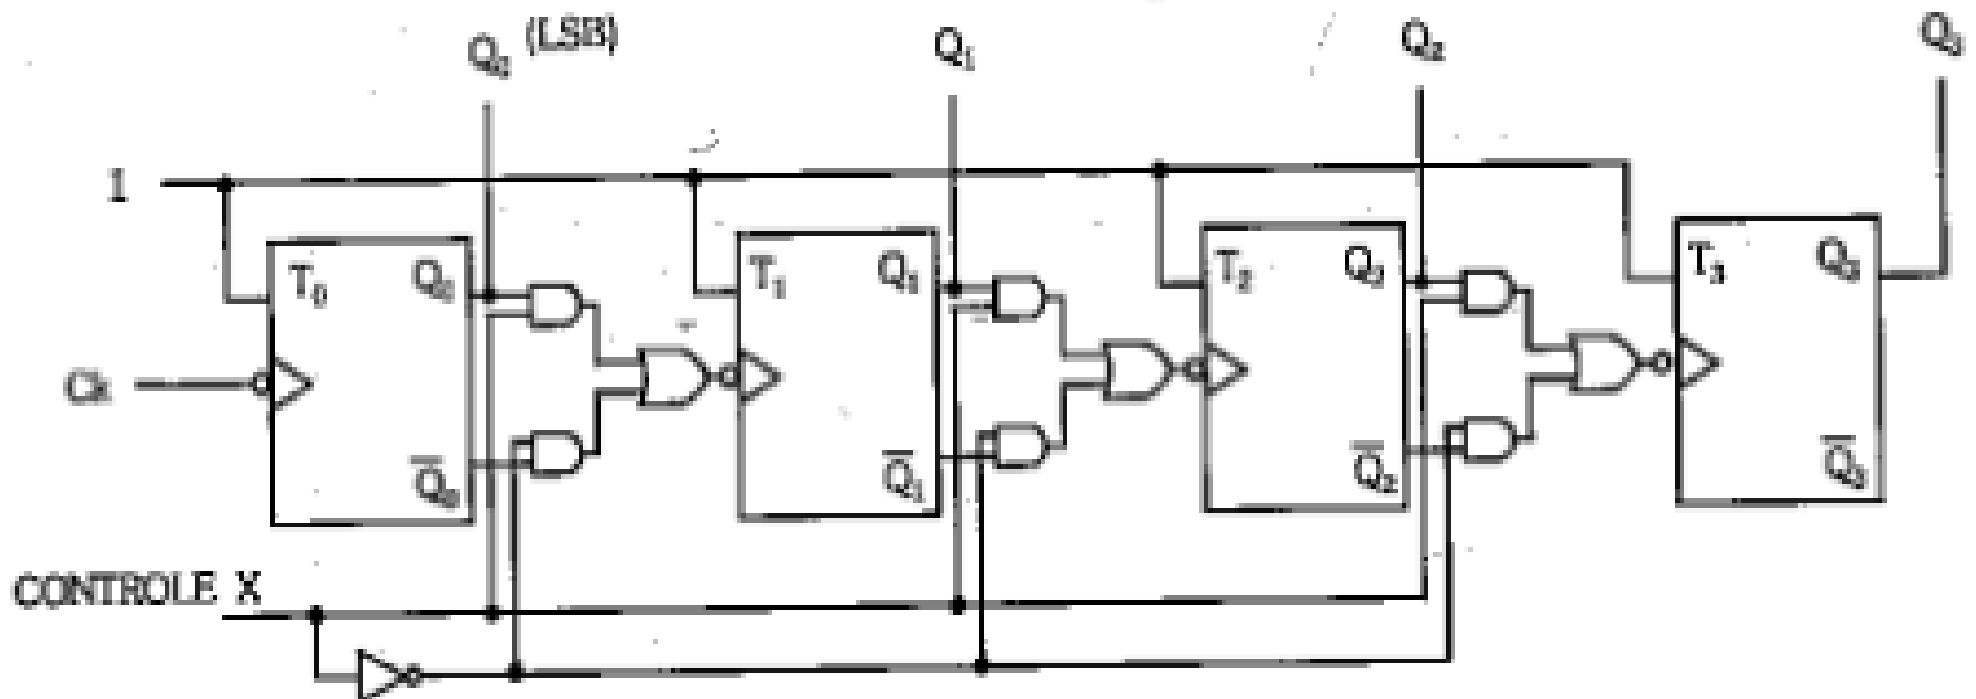 Q₀ (LSB) Q₁ Q₂ Q₃
1
T₀ Q₀ T₁ Q₁ T₂ Q₂ T₃ Q₃
Ck
Q̅₀ Q̅₁ Q̅₂ Q̅₃
CONTROLE X